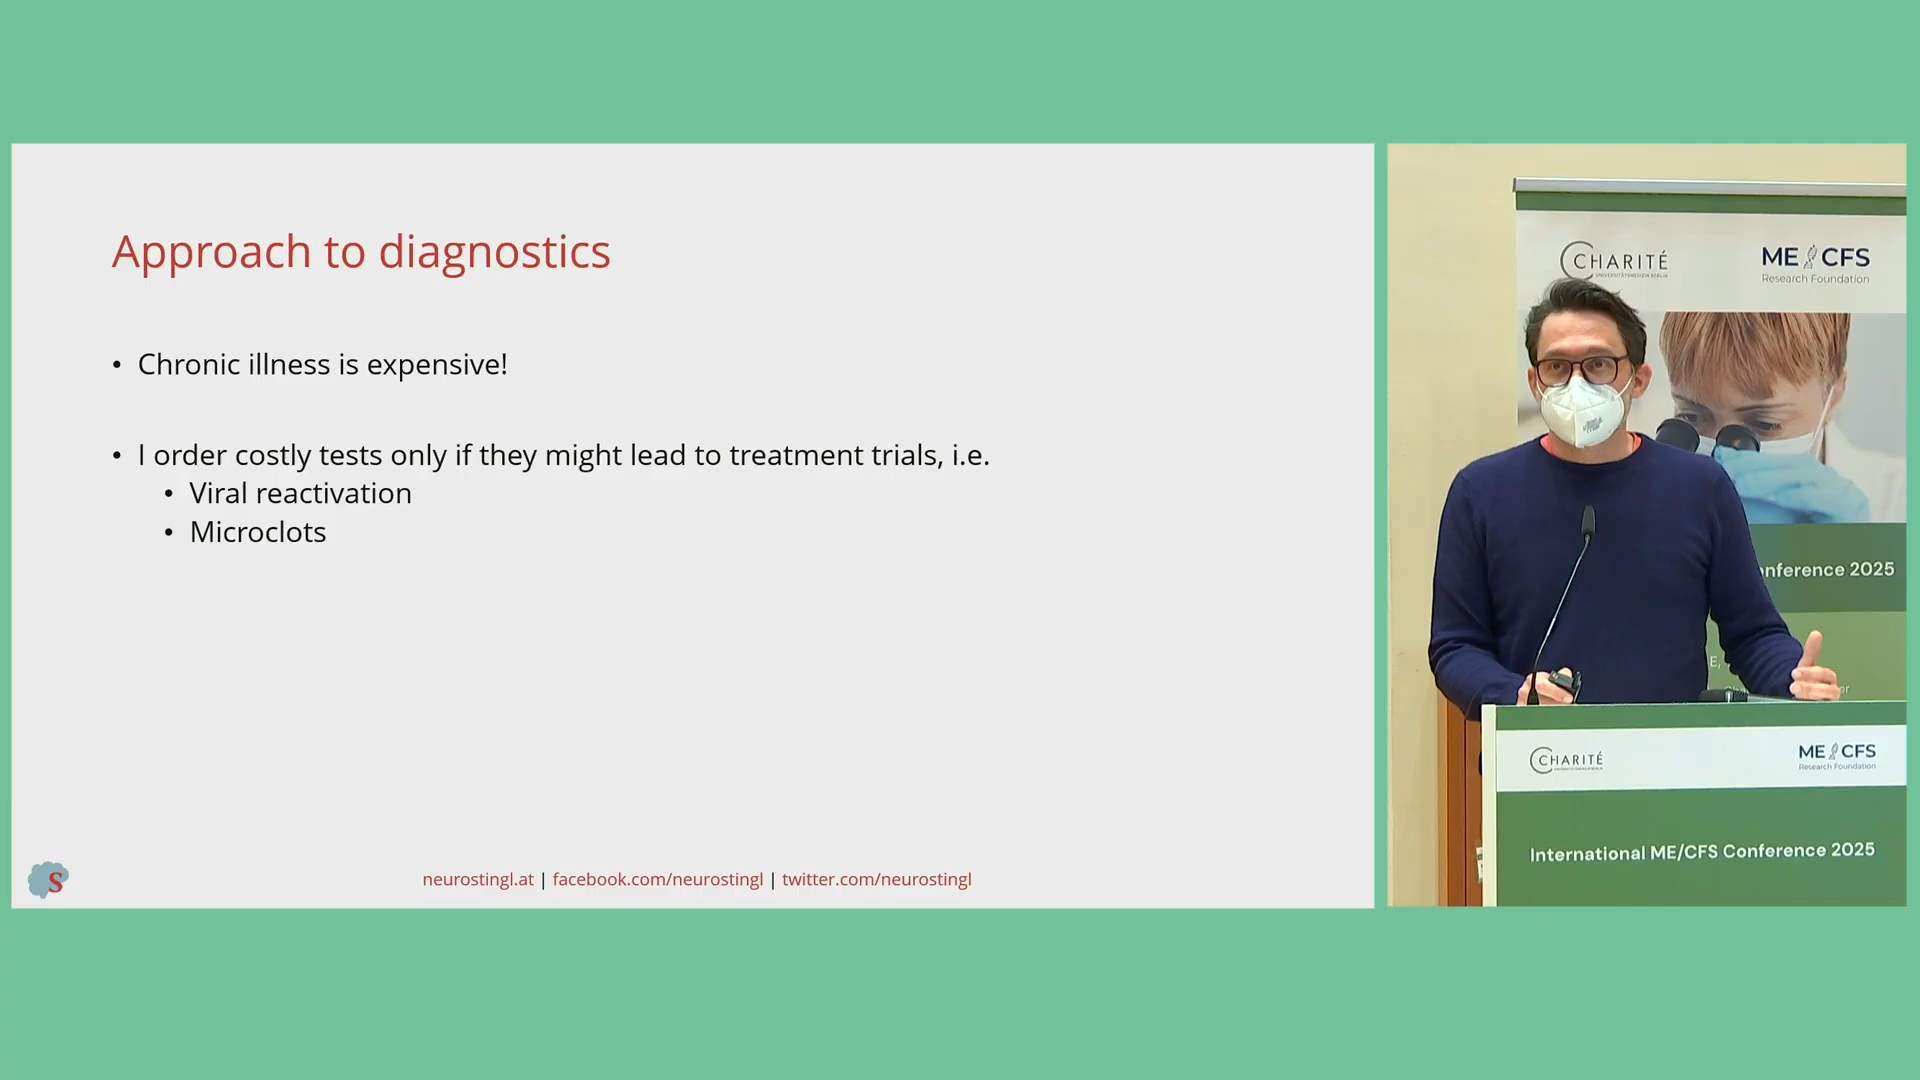 Approach to diagnostics
• Chronic illness is expensive!
• I order costly tests only if they might lead to treatment trials, i.e.
• Viral reactivation
• Microclots
S
neurostingl.at | facebook.com/neurostingl | twitter.com/neurostingl
CHARITÉ
UNIVERSITÄTSMEDIZIN BERLIN
ME CFS
Research Foundation
onference 2025
E,
CHARITÉ
ME CFS
Research Foundation
International ME/CFS Conference 2025